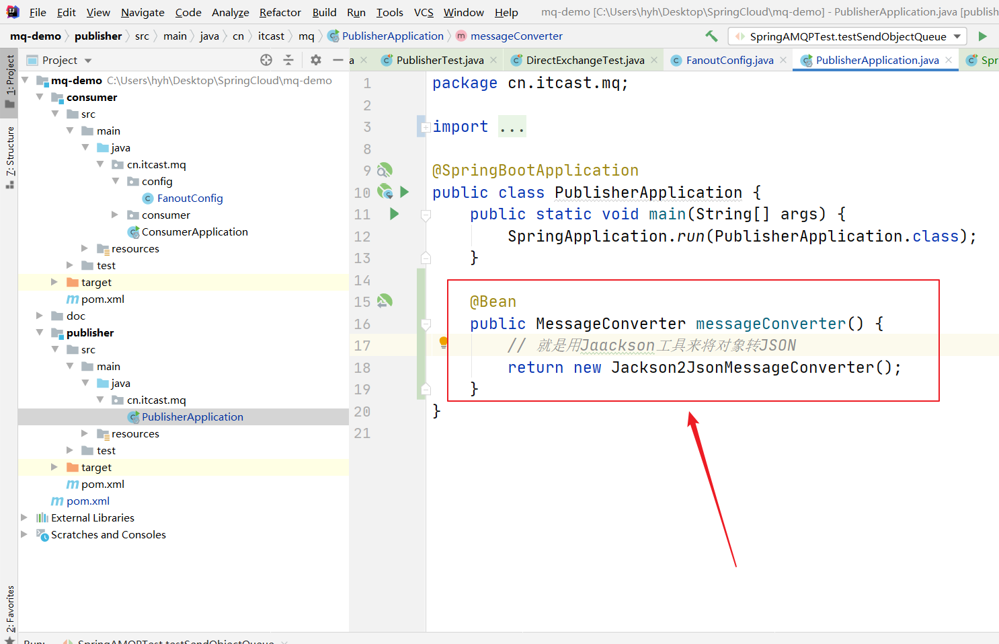 File Edit View Navigate Code Analyze Refactor Build Run Tools VCS Window Help mq-demo [C:\Users\hyh\Desktop\SpringCloud\mq-demo] - PublisherApplication.java [publish
mq-demo publisher src main java cn itcast mq PublisherApplication messageConverter SpringAMQPTest.testSendObjectQueue
Project
a PublisherTest.java DirectExchangeTest.java FanoutConfig.java PublisherApplication.java Spr
1: Project
7: Structure
2: Favorites
mq-demo C:\Users\hyh\Desktop\SpringCloud\mq-demo
consumer
src
main
java
cn.itcast.mq
config
FanoutConfig
consumer
ConsumerApplication
resources
test
target
pom.xml
doc
publisher
src
main
java
cn.itcast.mq
PublisherApplication
resources
test
target
pom.xml
pom.xml
External Libraries
Scratches and Consoles
1 package cn.itcast.mq;
2
3 import ...
8
9 @SpringBootApplication
10 public class PublisherApplication {
11 public static void main(String[] args) {
12 SpringApplication.run(PublisherApplication.class);
13 }
14
15 @Bean
16 public MessageConverter messageConverter() {
17 // 就是用Jaackson工具来将对象转JSON
18 return new Jackson2JsonMessageConverter();
19 }
20 }
21
Run: SpringAMQPTest.testSendObjectQueue